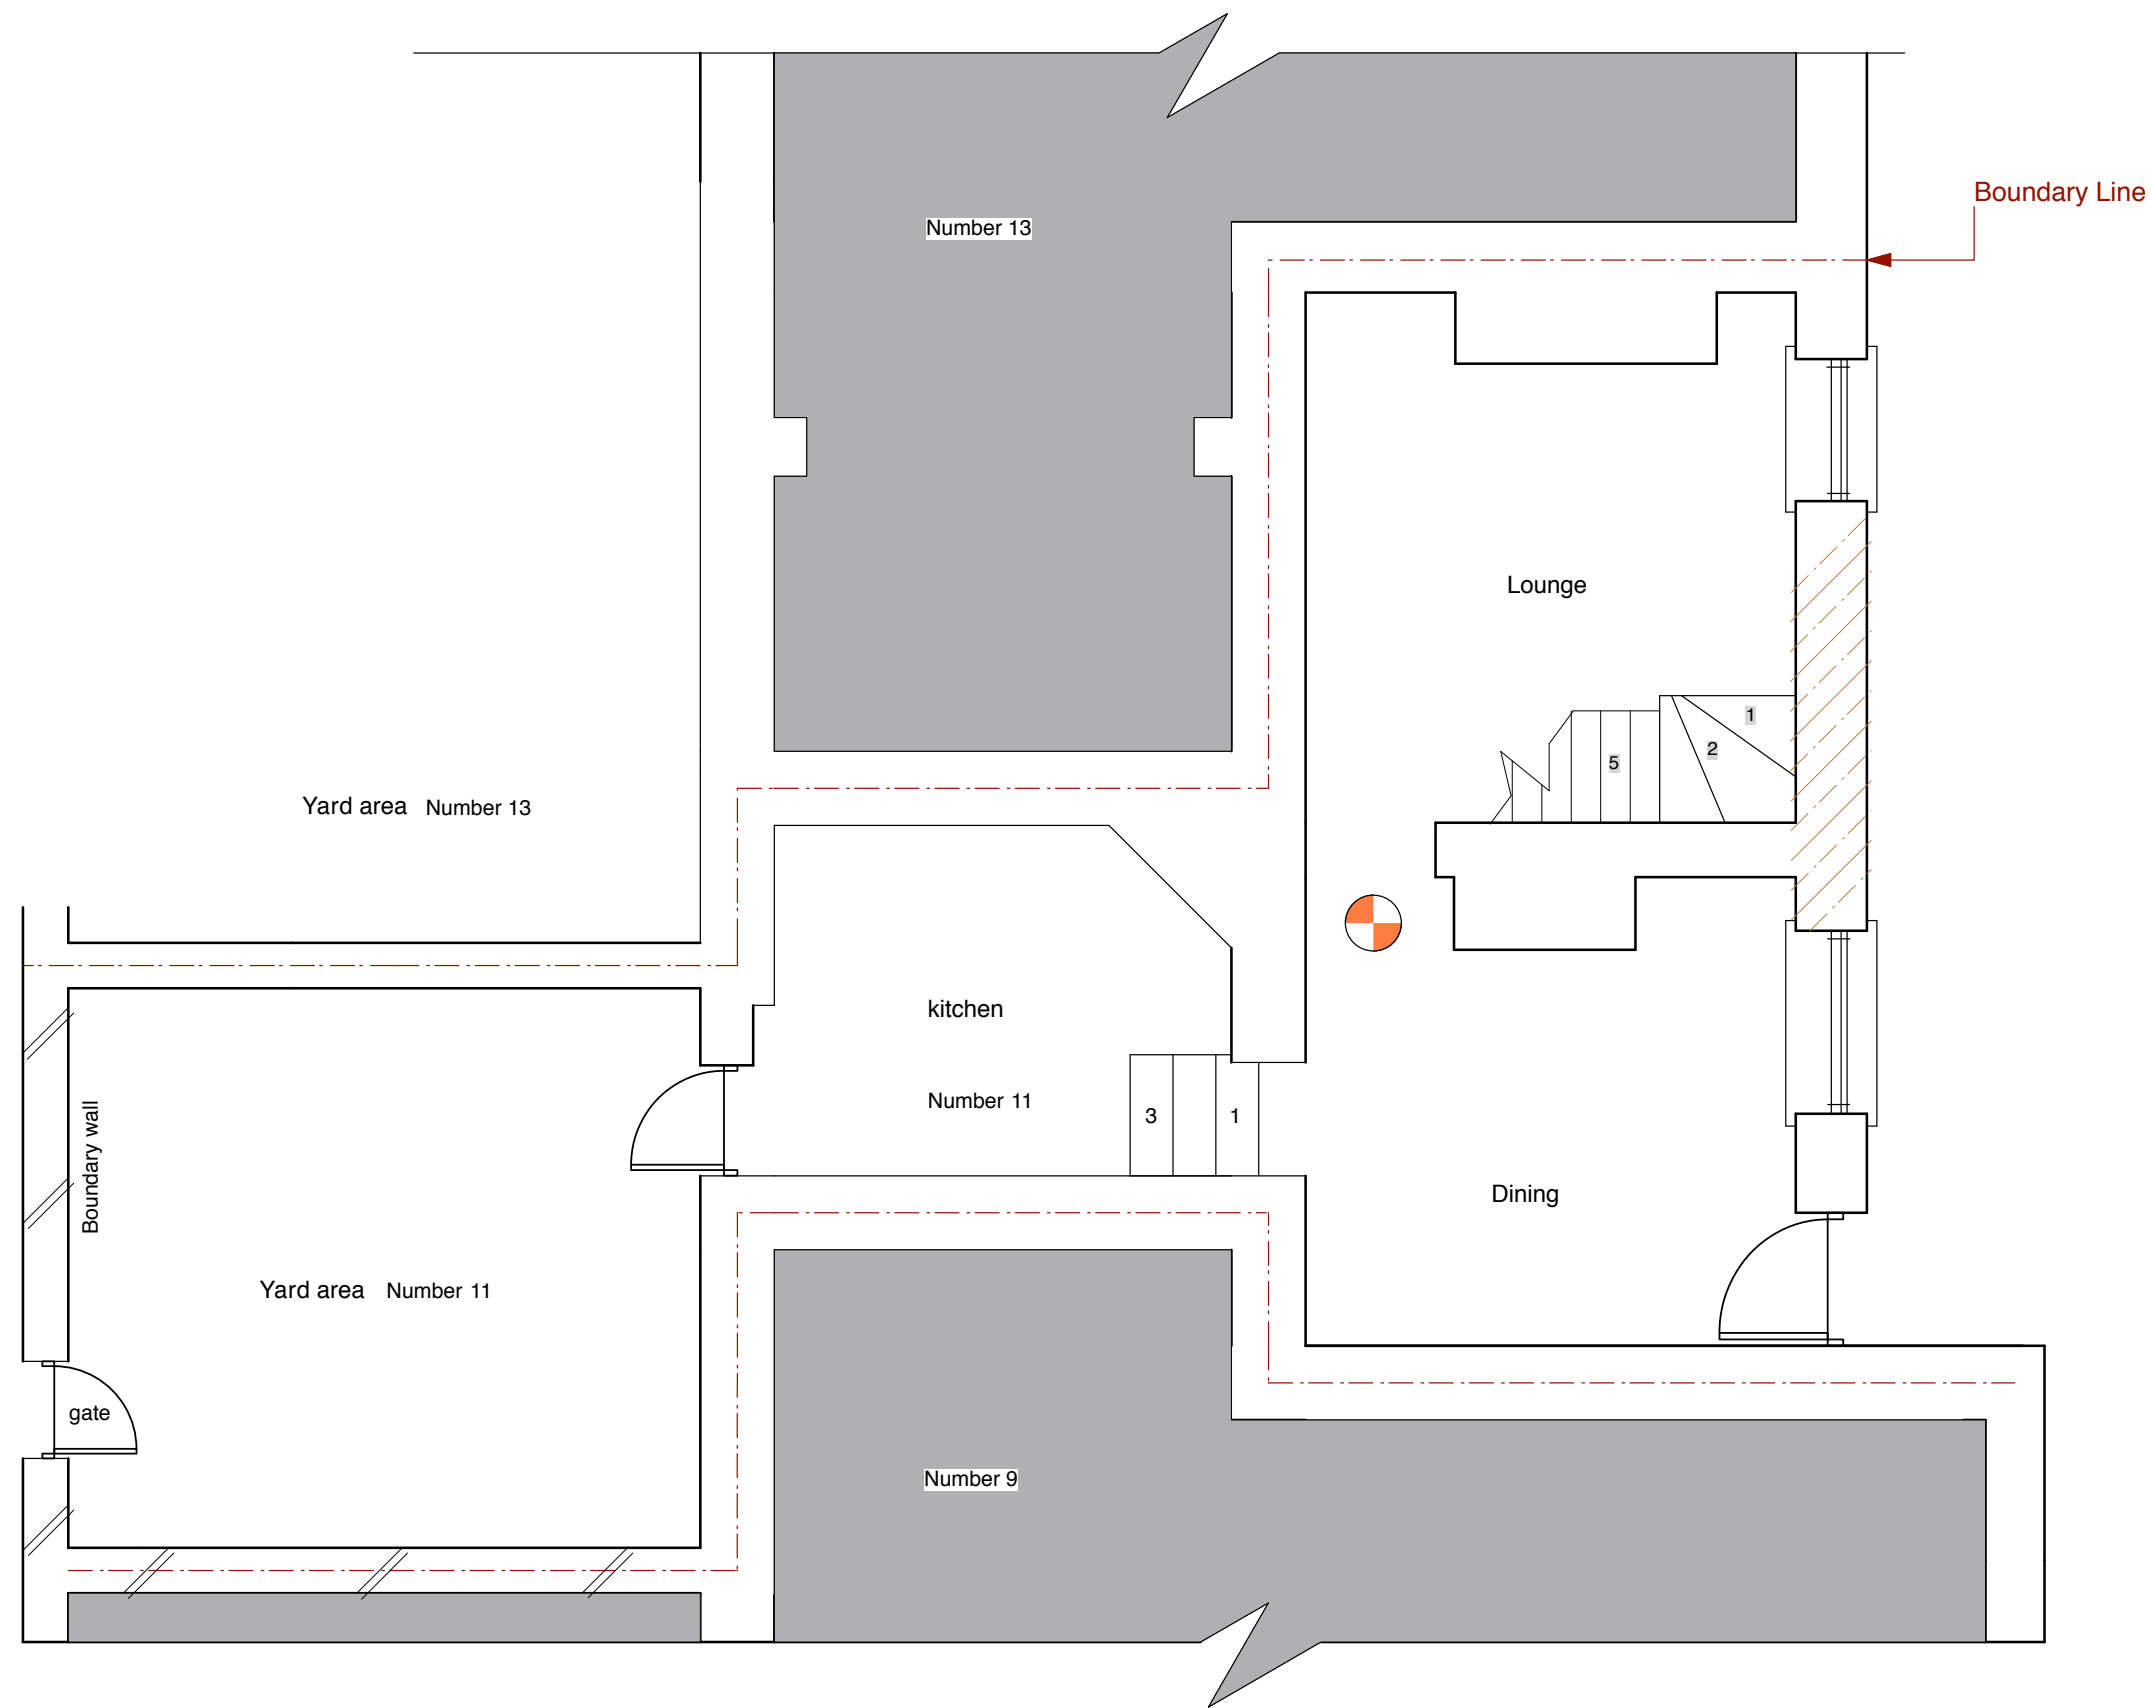 Boundary Line
Number 13
Lounge
1
2
5
Yard area Number 13
kitchen
Number 11
3
1
Boundary wall
Dining
Yard area Number 11
gate
Number 9